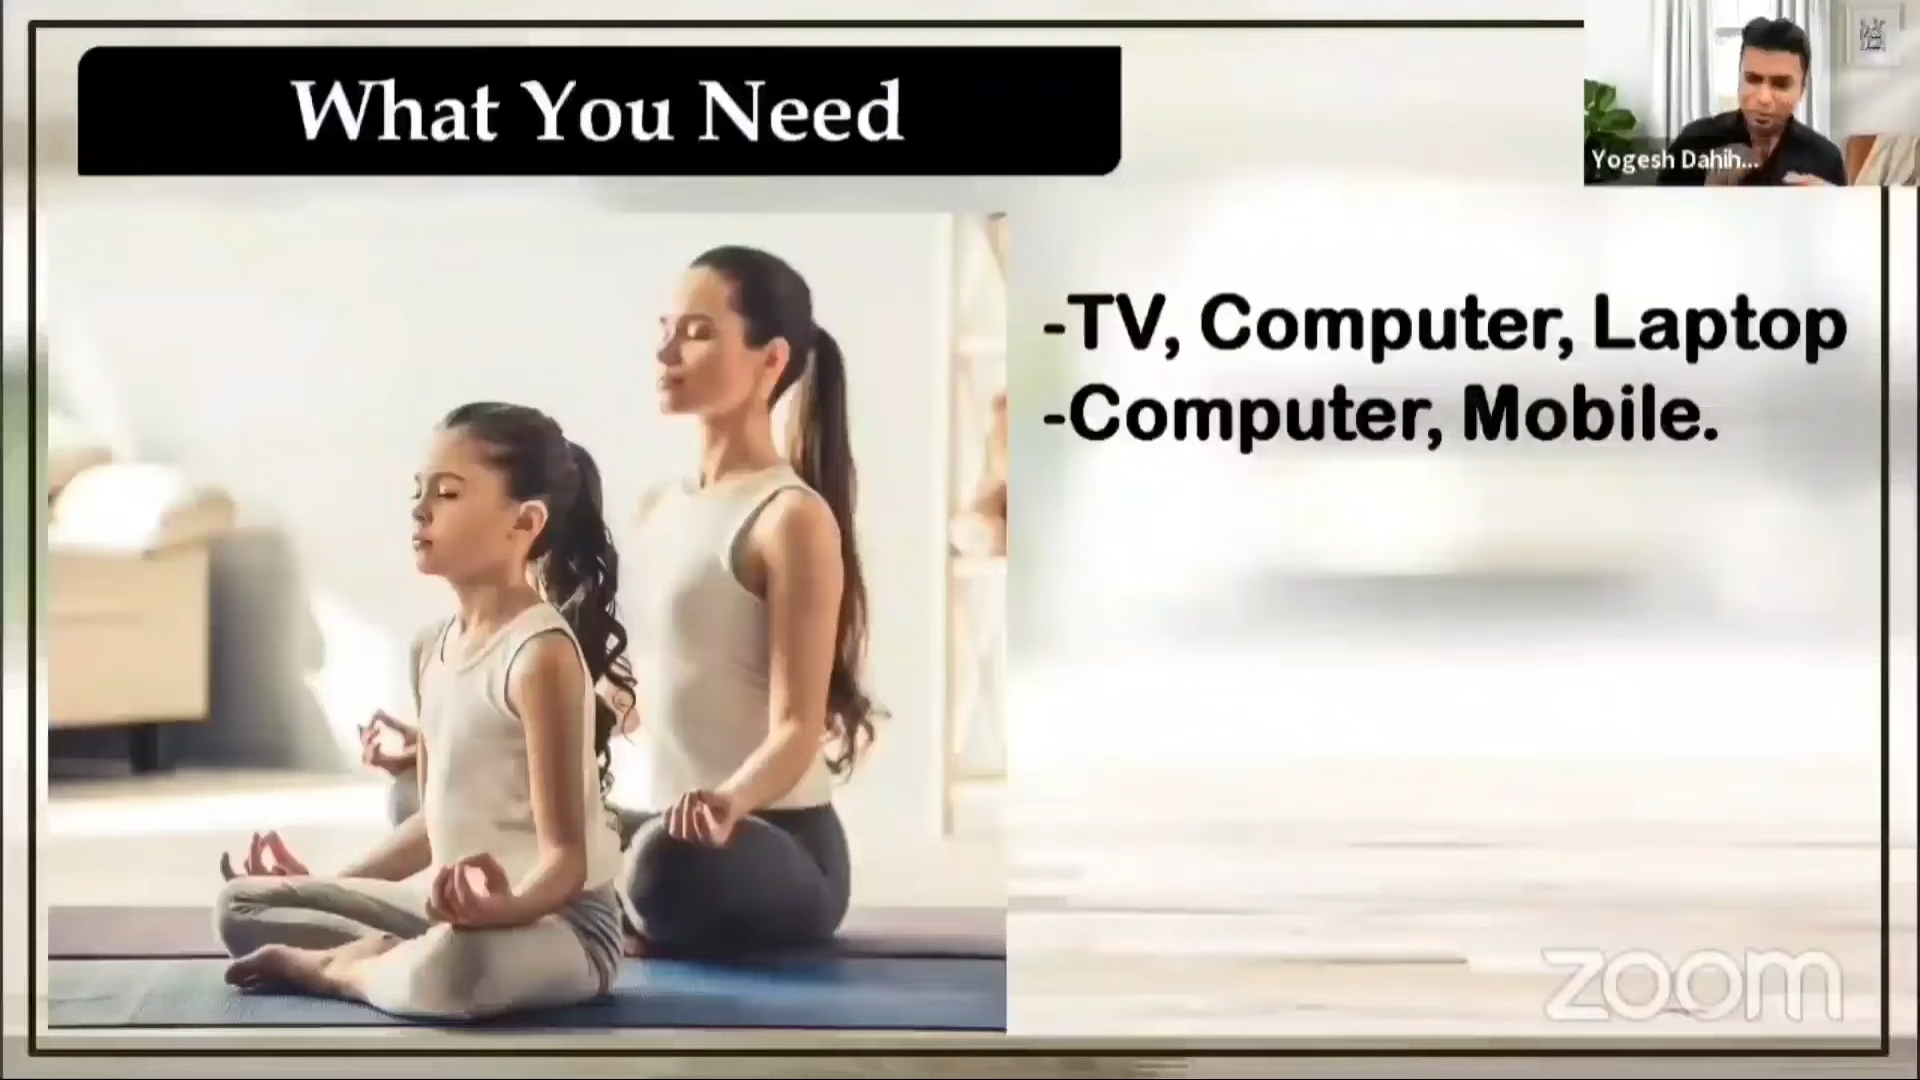 What You Need
Yogesh Dahih...
-TV, Computer, Laptop
-Computer, Mobile.
zoom